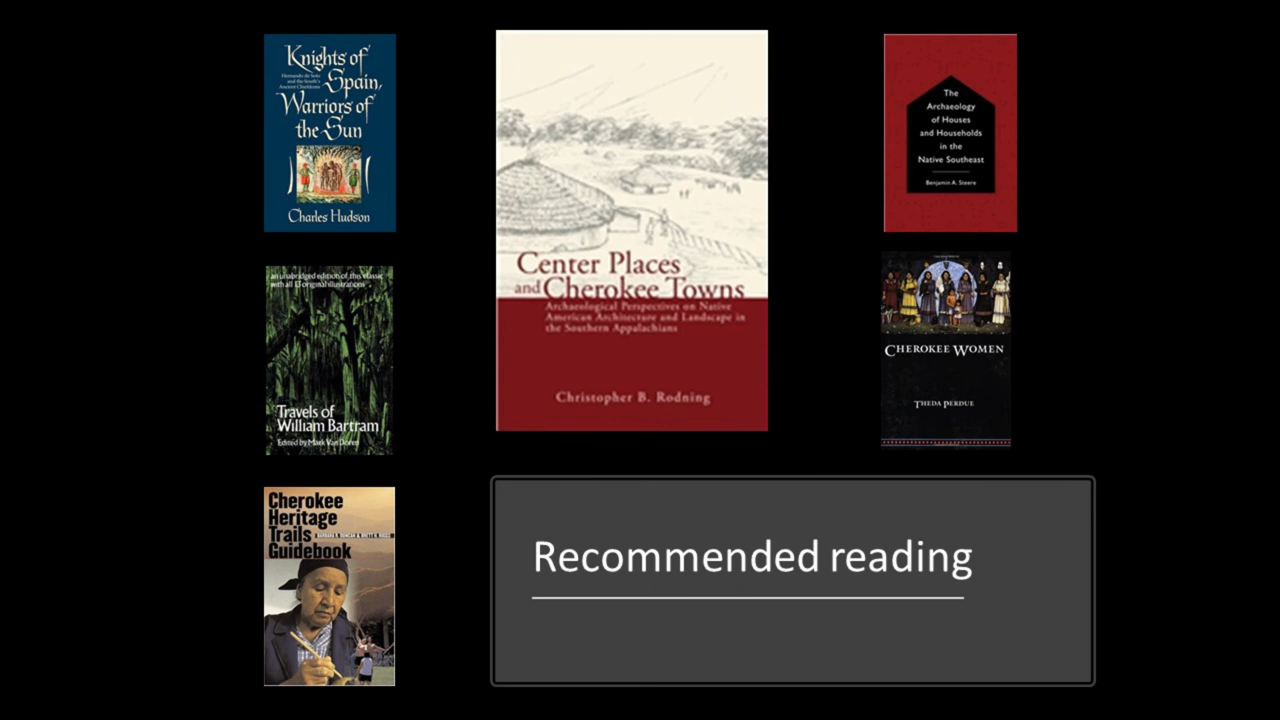 Knights of
Hernando de Soto
and the South's
Ancient Chiefdoms
Spain,
Warriors of
the Sun
Charles Hudson
an unabridged edition of this classic
with all 13 original illustrations
Travels of
William Bartram
Edited by Mark Van Doren
Cherokee
Heritage
Trails
BARBARA R. DUNCAN & BRETT H. RIGGS
Guidebook
Center Places
and Cherokee Towns
Archaeological Perspectives on Native
American Architecture and Landscape in
the Southern Appalachians
Christopher B. Rodning
The
Archaeology
of Houses
and Households
in the
Native Southeast
Benjamin A. Steere
CHEROKEE WOMEN
THEDA PERDUE
Recommended reading